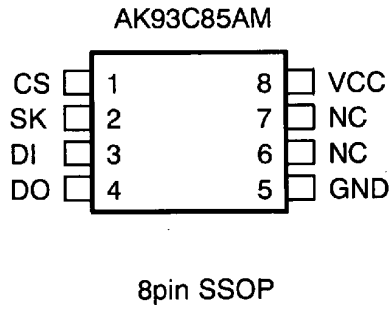 AK93C85AM
CS 1 8 VCC
SK 2 7 NC
DI 3 6 NC
DO 4 5 GND
8pin SSOP